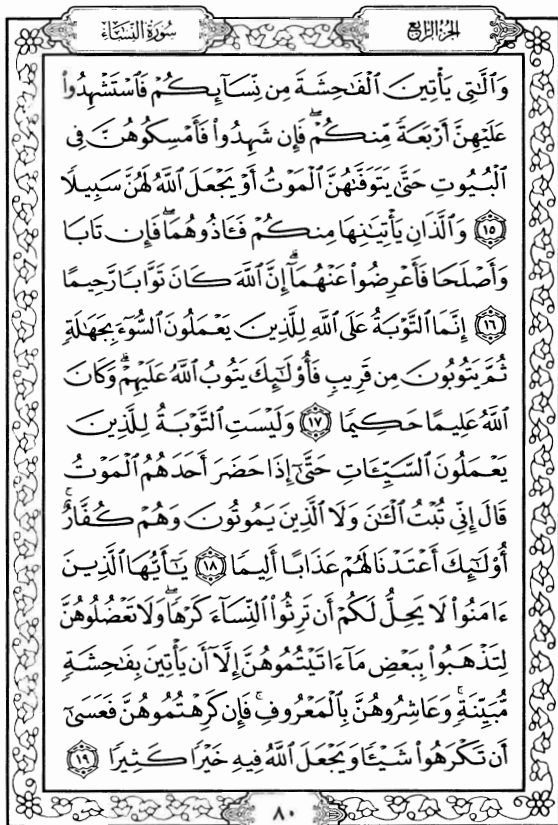 الجزء الرابع
سورة النساء
وَٱلَّٰتِى يَأْتِينَ ٱلْفَٰحِشَةَ مِن نِّسَآئِكُمْ فَٱسْتَشْهِدُوا۟
عَلَيْهِنَّ أَرْبَعَةً مِّنكُمْ ۖ فَإِن شَهِدُوا۟ فَأَمْسِكُوهُنَّ فِى
ٱلْبُيُوتِ حَتَّىٰ يَتَوَفَّىٰهُنَّ ٱلْمَوْتُ أَوْ يَجْعَلَ ٱللَّهُ لَهُنَّ سَبِيلًا
١٥ وَٱلَّذَانِ يَأْتِيَٰنِهَا مِنكُمْ فَـَٔاذُوهُمَا ۖ فَإِن تَابَا
وَأَصْلَحَا فَأَعْرِضُوا۟ عَنْهُمَآ ۗ إِنَّ ٱللَّهَ كَانَ تَوَّابًا رَّحِيمًا
١٦ إِنَّمَا ٱلتَّوْبَةُ عَلَى ٱللَّهِ لِلَّذِينَ يَعْمَلُونَ ٱلسُّوٓءَ بِجَهَٰلَةٍ
ثُمَّ يَتُوبُونَ مِن قَرِيبٍ فَأُو۟لَٰٓئِكَ يَتُوبُ ٱللَّهُ عَلَيْهِمْ ۗ وَكَانَ
ٱللَّهُ عَلِيمًا حَكِيمًا ١٧ وَلَيْسَتِ ٱلتَّوْبَةُ لِلَّذِينَ
يَعْمَلُونَ ٱلسَّيِّـَٔاتِ حَتَّىٰٓ إِذَا حَضَرَ أَحَدَهُمُ ٱلْمَوْتُ
قَالَ إِنِّى تُبْتُ ٱلْـَٰٔنَ وَلَا ٱلَّذِينَ يَمُوتُونَ وَهُمْ كُفَّارٌ ۚ
أُو۟لَٰٓئِكَ أَعْتَدْنَا لَهُمْ عَذَابًا أَلِيمًا ١٨ يَٰٓأَيُّهَا ٱلَّذِينَ
ءَامَنُوا۟ لَا يَحِلُّ لَكُمْ أَن تَرِثُوا۟ ٱلنِّسَآءَ كَرْهًا ۖ وَلَا تَعْضُلُوهُنَّ
لِتَذْهَبُوا۟ بِبَعْضِ مَآ ءَاتَيْتُمُوهُنَّ إِلَّآ أَن يَأْتِينَ بِفَٰحِشَةٍ
مُّبَيِّنَةٍ ۚ وَعَاشِرُوهُنَّ بِٱلْمَعْرُوفِ ۚ فَإِن كَرِهْتُمُوهُنَّ فَعَسَىٰٓ
أَن تَكْرَهُوا۟ شَيْـًٔا وَيَجْعَلَ ٱللَّهُ فِيهِ خَيْرًا كَثِيرًا ١٩
٨٠